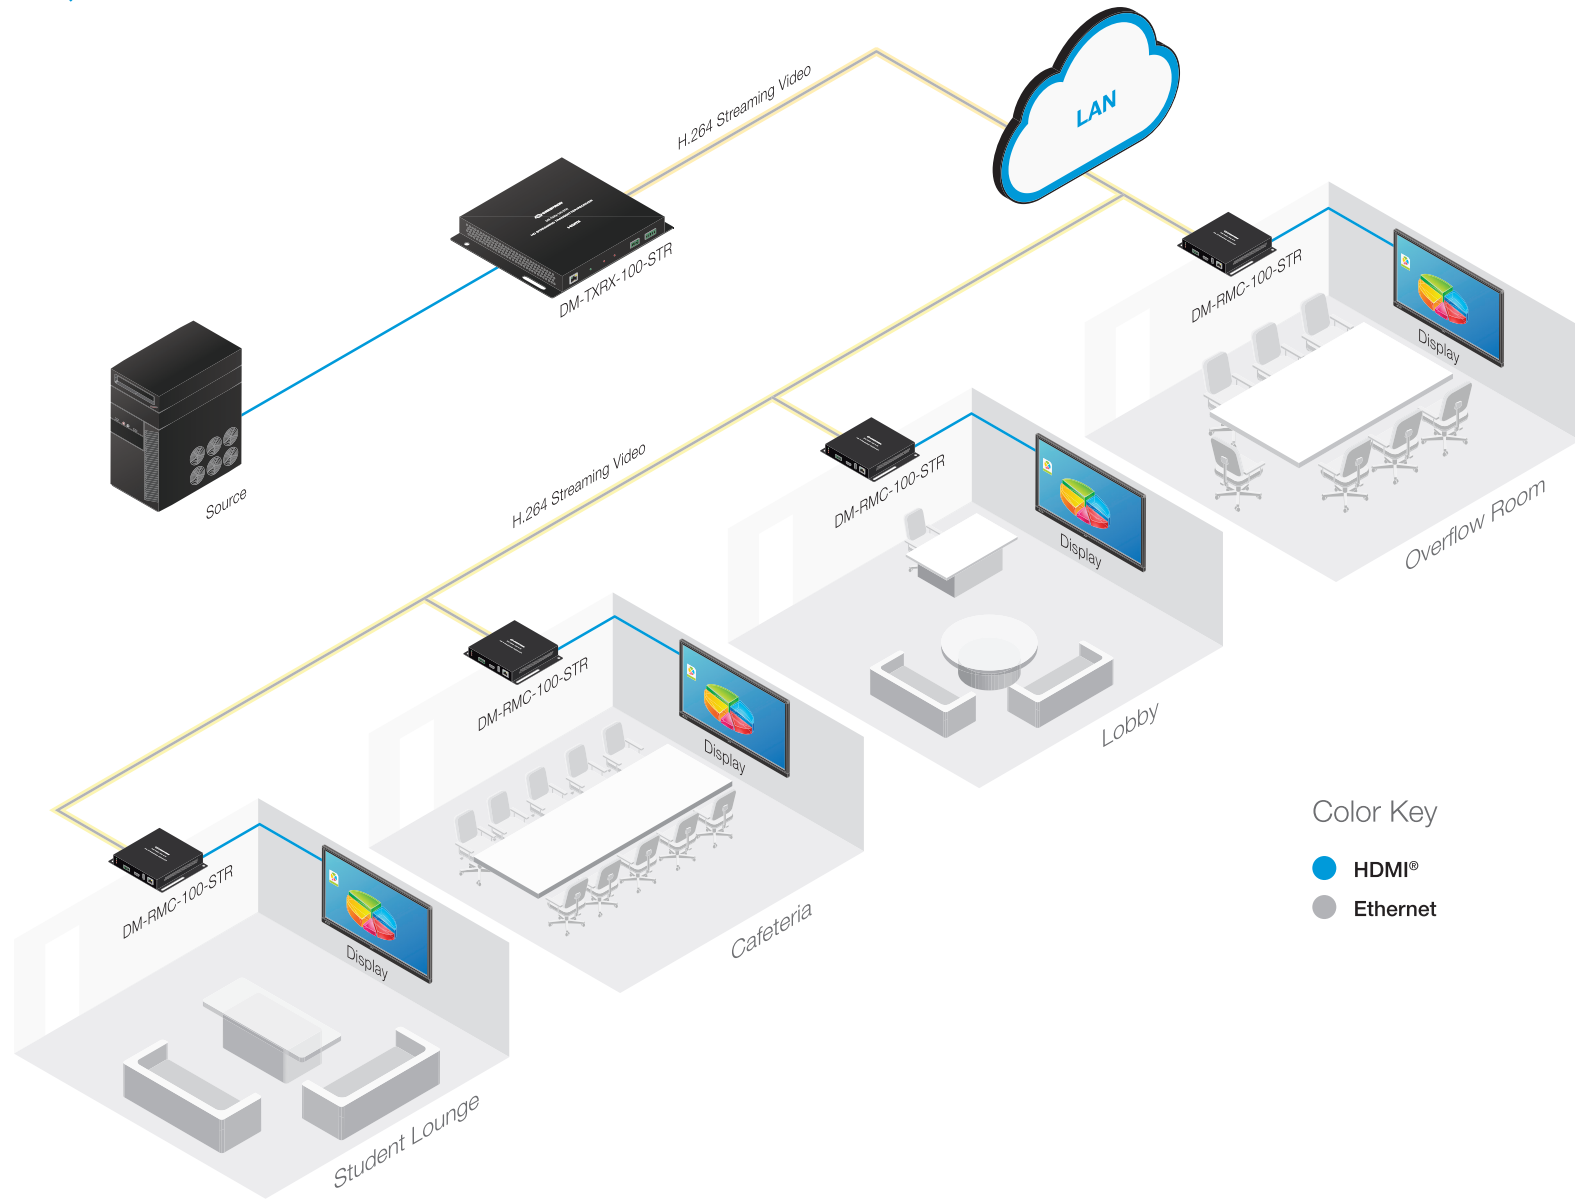 H.264 Streaming Video
LAN
DM-TXRX-100-STR
DM-RMC-100-STR
Display
Overflow Room
Source
H.264 Streaming Video
DM-RMC-100-STR
Display
Lobby
DM-RMC-100-STR
Display
Cafeteria
DM-RMC-100-STR
Display
Student Lounge
Color Key
HDMI®
Ethernet